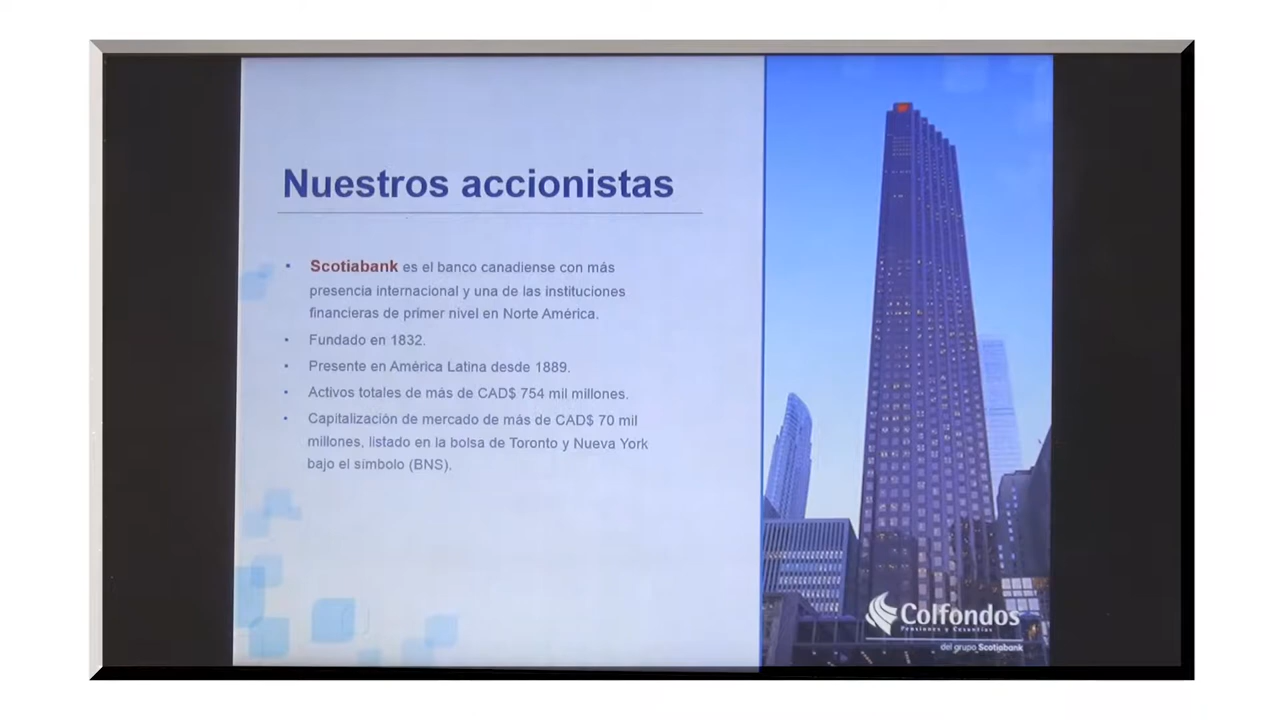 Nuestros accionistas
• Scotiabank es el banco canadiense con más
presencia internacional y una de las instituciones
financieras de primer nivel en Norte América.
• Fundado en 1832.
• Presente en América Latina desde 1889.
• Activos totales de más de CAD$ 754 mil millones.
• Capitalización de mercado de más de CAD$ 70 mil
millones, listado en la bolsa de Toronto y Nueva York
bajo el símbolo (BNS).
Colfondos
Pensiones y Cesantías
del grupo Scotiabank